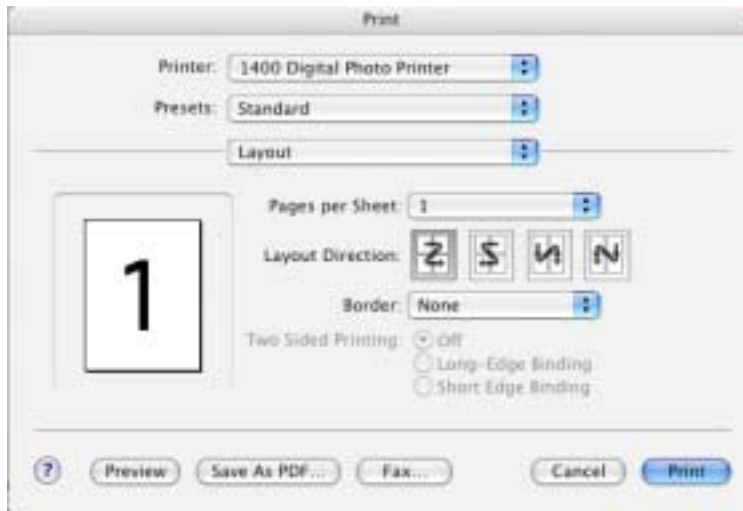 Print
Printer: 1400 Digital Photo Printer
Presets: Standard
Layout
Pages per Sheet: 1
Layout Direction:
Border: None
Two Sided Printing: Off
Long-Edge Binding
Short Edge Binding
1
? Preview Save As PDF... Fax... Cancel Print